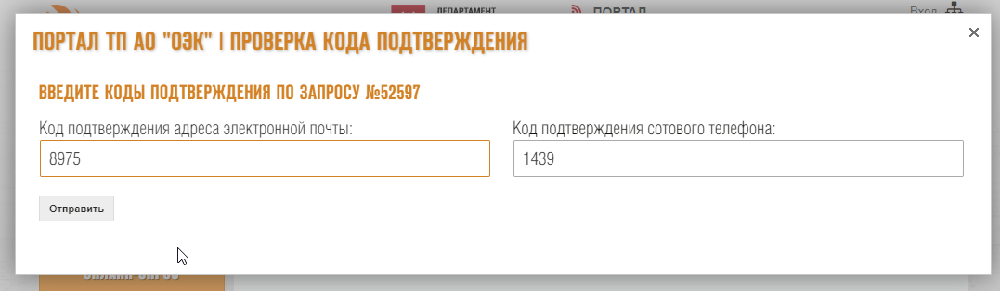 ДЕПАРТАМЕНТ
ПОРТАЛ
Вход
ПОРТАЛ ТП АО "ОЭК" | ПРОВЕРКА КОДА ПОДТВЕРЖДЕНИЯ
ВВЕДИТЕ КОДЫ ПОДТВЕРЖДЕНИЯ ПО ЗАПРОСУ №52597
Код подтверждения адреса электронной почты:
Код подтверждения сотового телефона:
8975
1439
Отправить